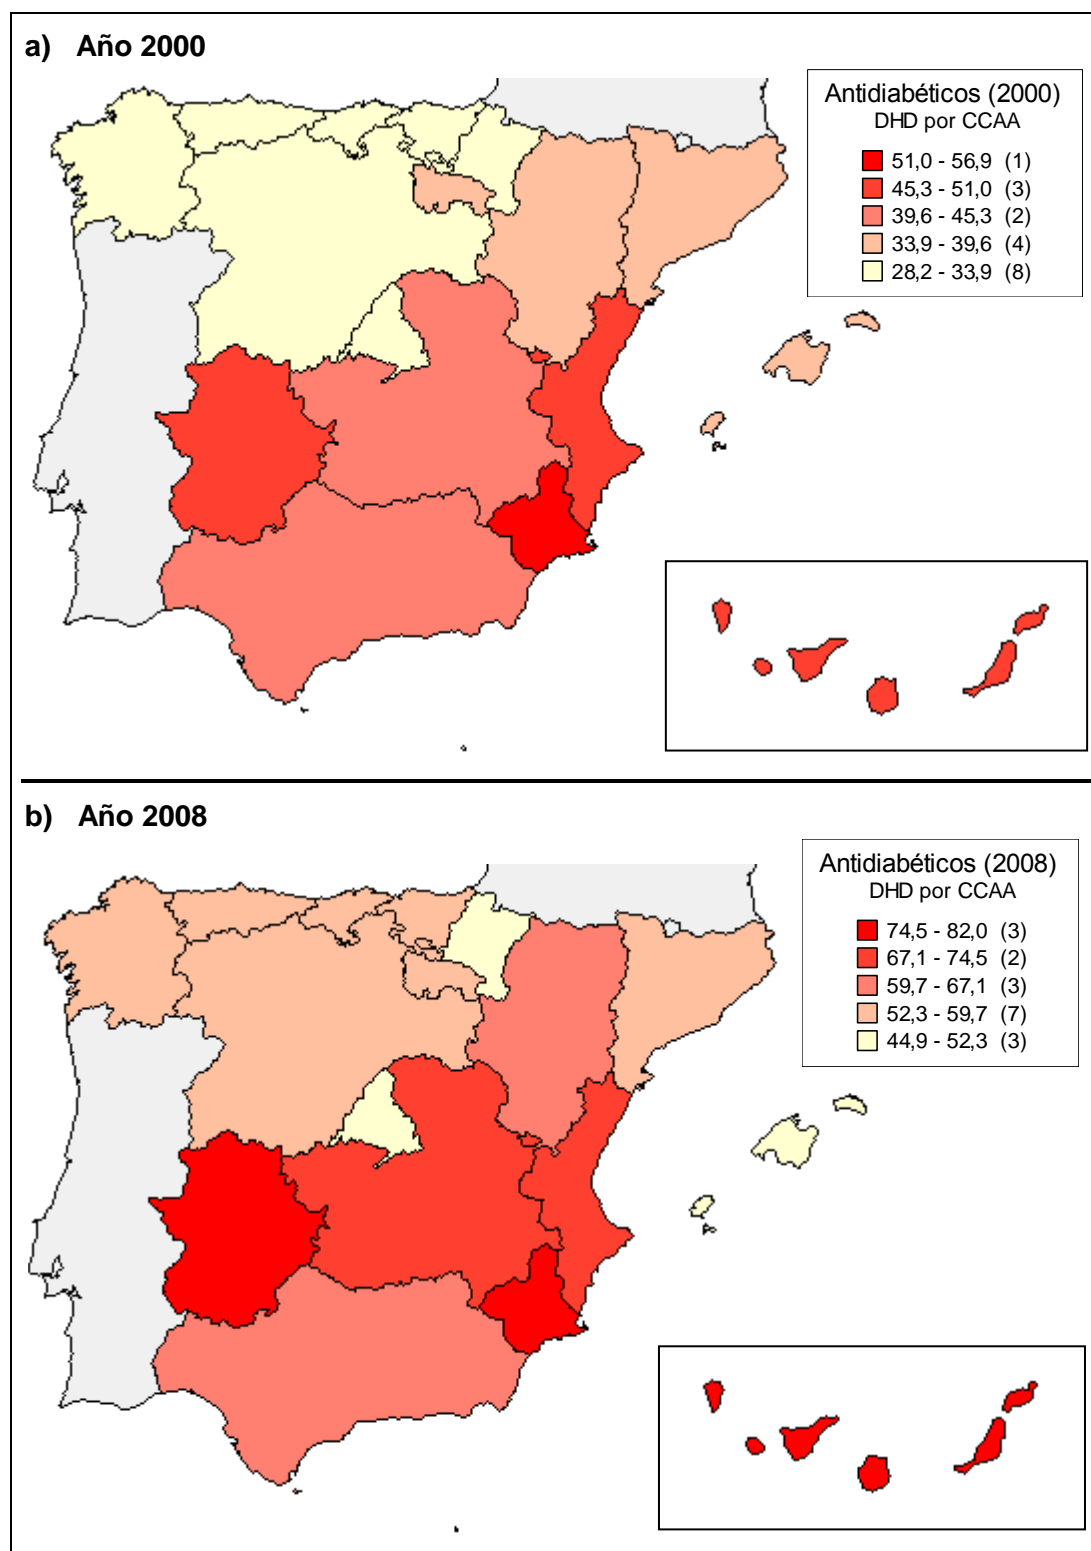 a) Año 2000
Antidiabéticos (2000)
DHD por CCAA
51,0 - 56,9 (1)
45,3 - 51,0 (3)
39,6 - 45,3 (2)
33,9 - 39,6 (4)
28,2 - 33,9 (8)
b) Año 2008
Antidiabéticos (2008)
DHD por CCAA
74,5 - 82,0 (3)
67,1 - 74,5 (2)
59,7 - 67,1 (3)
52,3 - 59,7 (7)
44,9 - 52,3 (3)